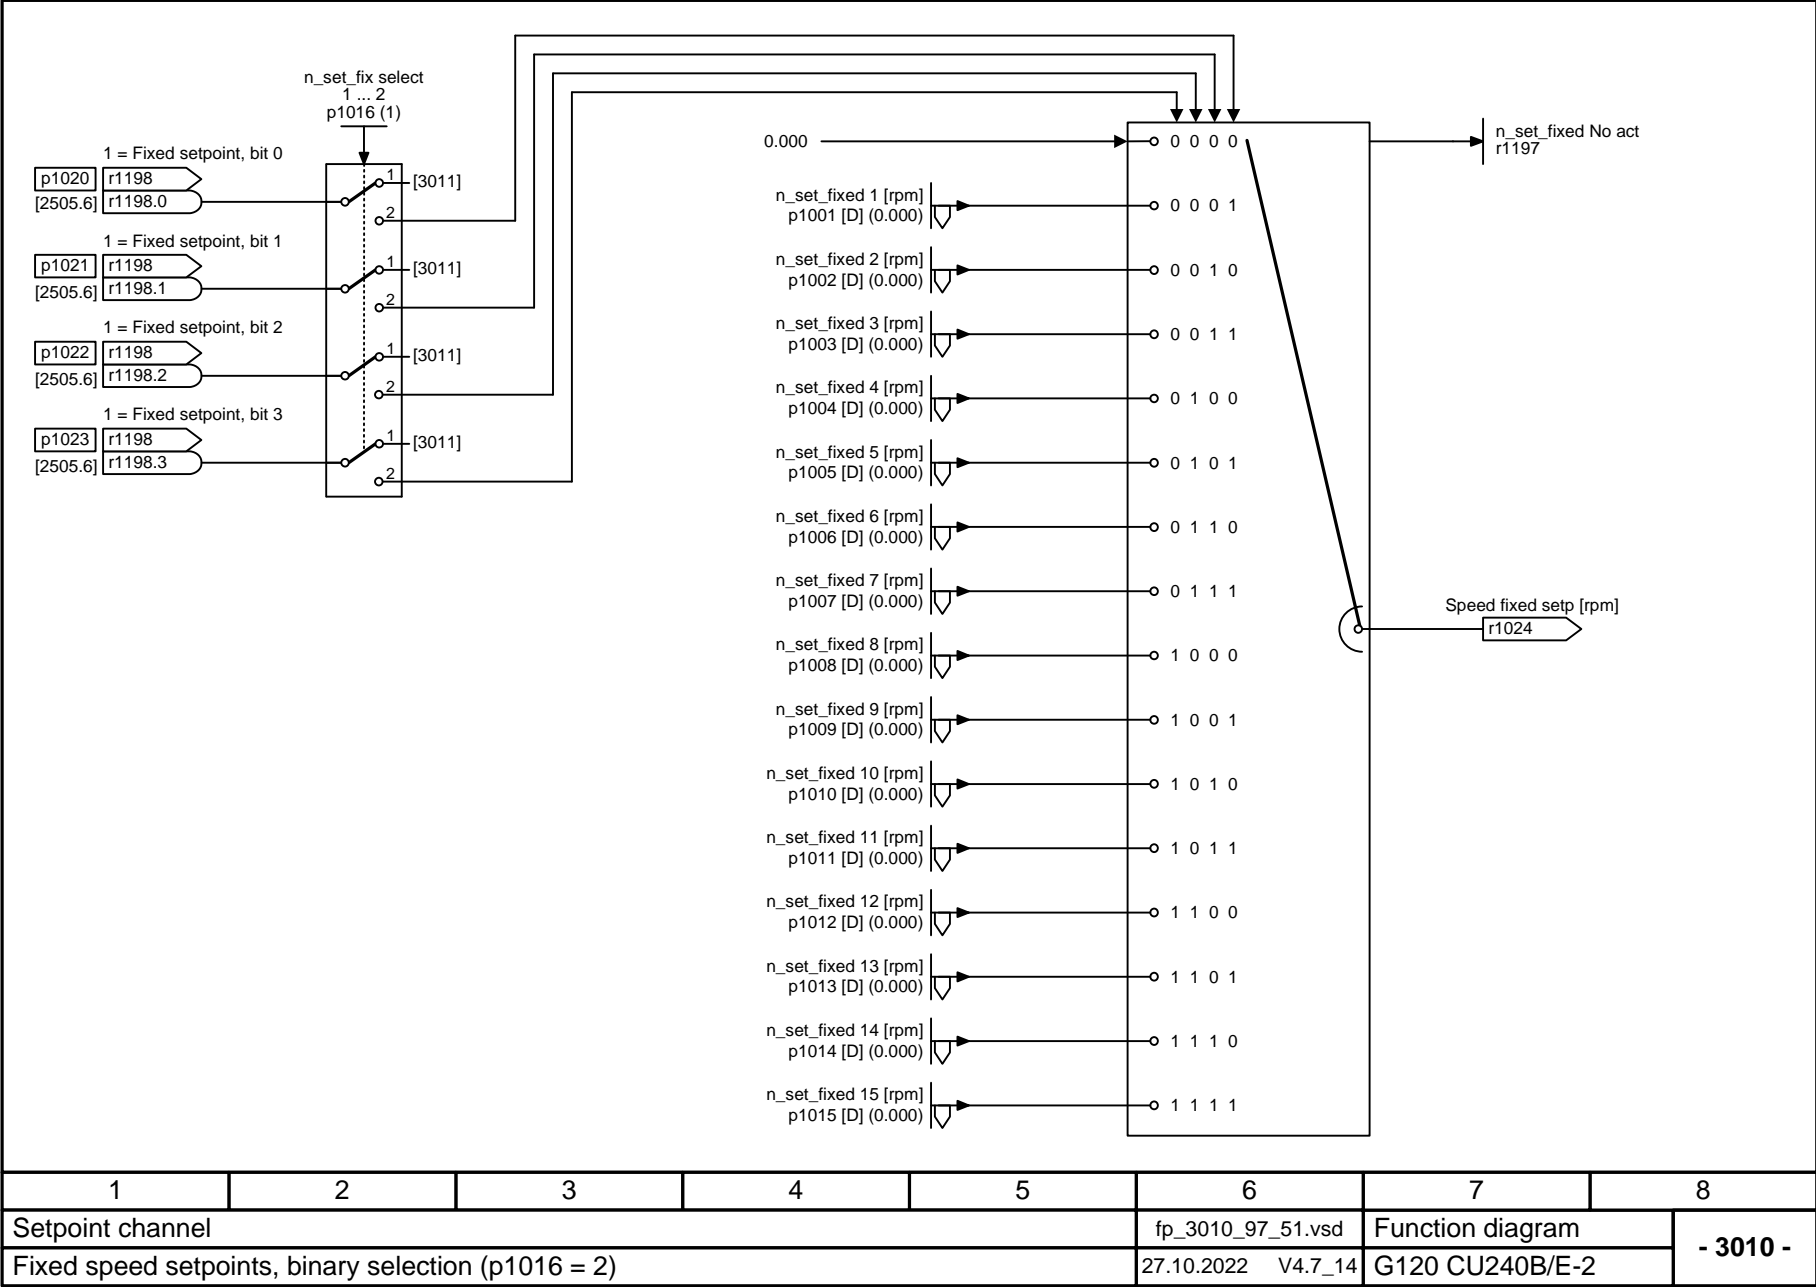 n_set_fix select
1 ... 2
p1016 (1)
1 = Fixed setpoint, bit 0
p1020 r1198
[2505.6] r1198.0
1 [3011]
2
1 = Fixed setpoint, bit 1
p1021 r1198
[2505.6] r1198.1
1 [3011]
2
1 = Fixed setpoint, bit 2
p1022 r1198
[2505.6] r1198.2
1 [3011]
2
1 = Fixed setpoint, bit 3
p1023 r1198
[2505.6] r1198.3
1 [3011]
2
0.000
0 0 0 0
n_set_fixed 1 [rpm]
p1001 [D] (0.000)
0 0 0 1
n_set_fixed 2 [rpm]
p1002 [D] (0.000)
0 0 1 0
n_set_fixed 3 [rpm]
p1003 [D] (0.000)
0 0 1 1
n_set_fixed 4 [rpm]
p1004 [D] (0.000)
0 1 0 0
n_set_fixed 5 [rpm]
p1005 [D] (0.000)
0 1 0 1
n_set_fixed 6 [rpm]
p1006 [D] (0.000)
0 1 1 0
n_set_fixed 7 [rpm]
p1007 [D] (0.000)
0 1 1 1
n_set_fixed 8 [rpm]
p1008 [D] (0.000)
1 0 0 0
n_set_fixed 9 [rpm]
p1009 [D] (0.000)
1 0 0 1
n_set_fixed 10 [rpm]
p1010 [D] (0.000)
1 0 1 0
n_set_fixed 11 [rpm]
p1011 [D] (0.000)
1 0 1 1
n_set_fixed 12 [rpm]
p1012 [D] (0.000)
1 1 0 0
n_set_fixed 13 [rpm]
p1013 [D] (0.000)
1 1 0 1
n_set_fixed 14 [rpm]
p1014 [D] (0.000)
1 1 1 0
n_set_fixed 15 [rpm]
p1015 [D] (0.000)
1 1 1 1
n_set_fixed No act
r1197
Speed fixed setp [rpm]
r1024
1 2 3 4 5 6 7 8
Setpoint channel
fp_3010_97_51.vsd
Function diagram
- 3010 -
Fixed speed setpoints, binary selection (p1016 = 2)
27.10.2022 V4.7_14
G120 CU240B/E-2